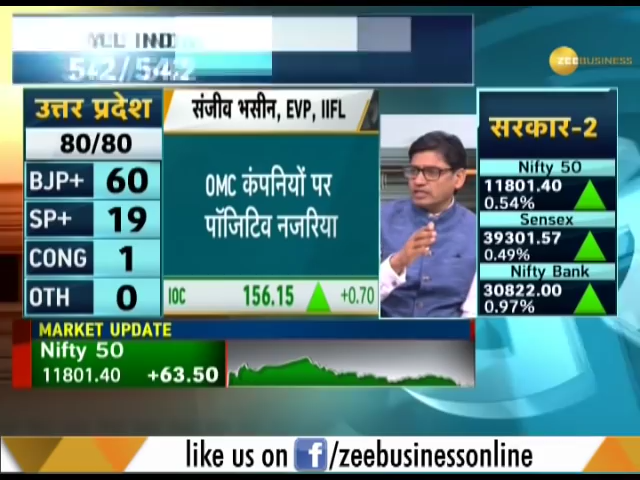 ALL INDIA
542/542
ZEEBUSINESS
उत्तर प्रदेश
80/80
BJP+ 60
SP+ 19
CONG 1
OTH 0
संजीव भसीन, EVP, IIFL
OMC कंपनियों पर
पॉजिटिव नजरिया
IOC 156.15 +0.70
सरकार-2
Nifty 50
11801.40
0.54%
Sensex
39301.57
0.49%
Nifty Bank
30822.00
0.97%
MARKET UPDATE
Nifty 50
11801.40 +63.50
like us on f/zeebusinessonline